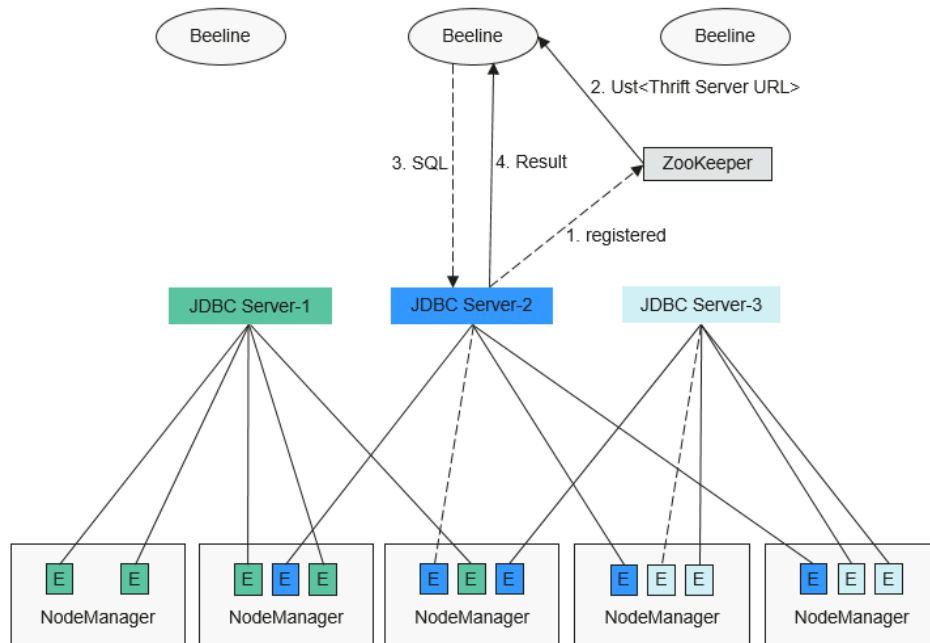 Beeline
Beeline
Beeline
2. Ust<Thrift Server URL>
3. SQL
4. Result
ZooKeeper
1. registered
JDBC Server-1
JDBC Server-2
JDBC Server-3
E E
E E E
E E E
E E E
E E E
NodeManager
NodeManager
NodeManager
NodeManager
NodeManager